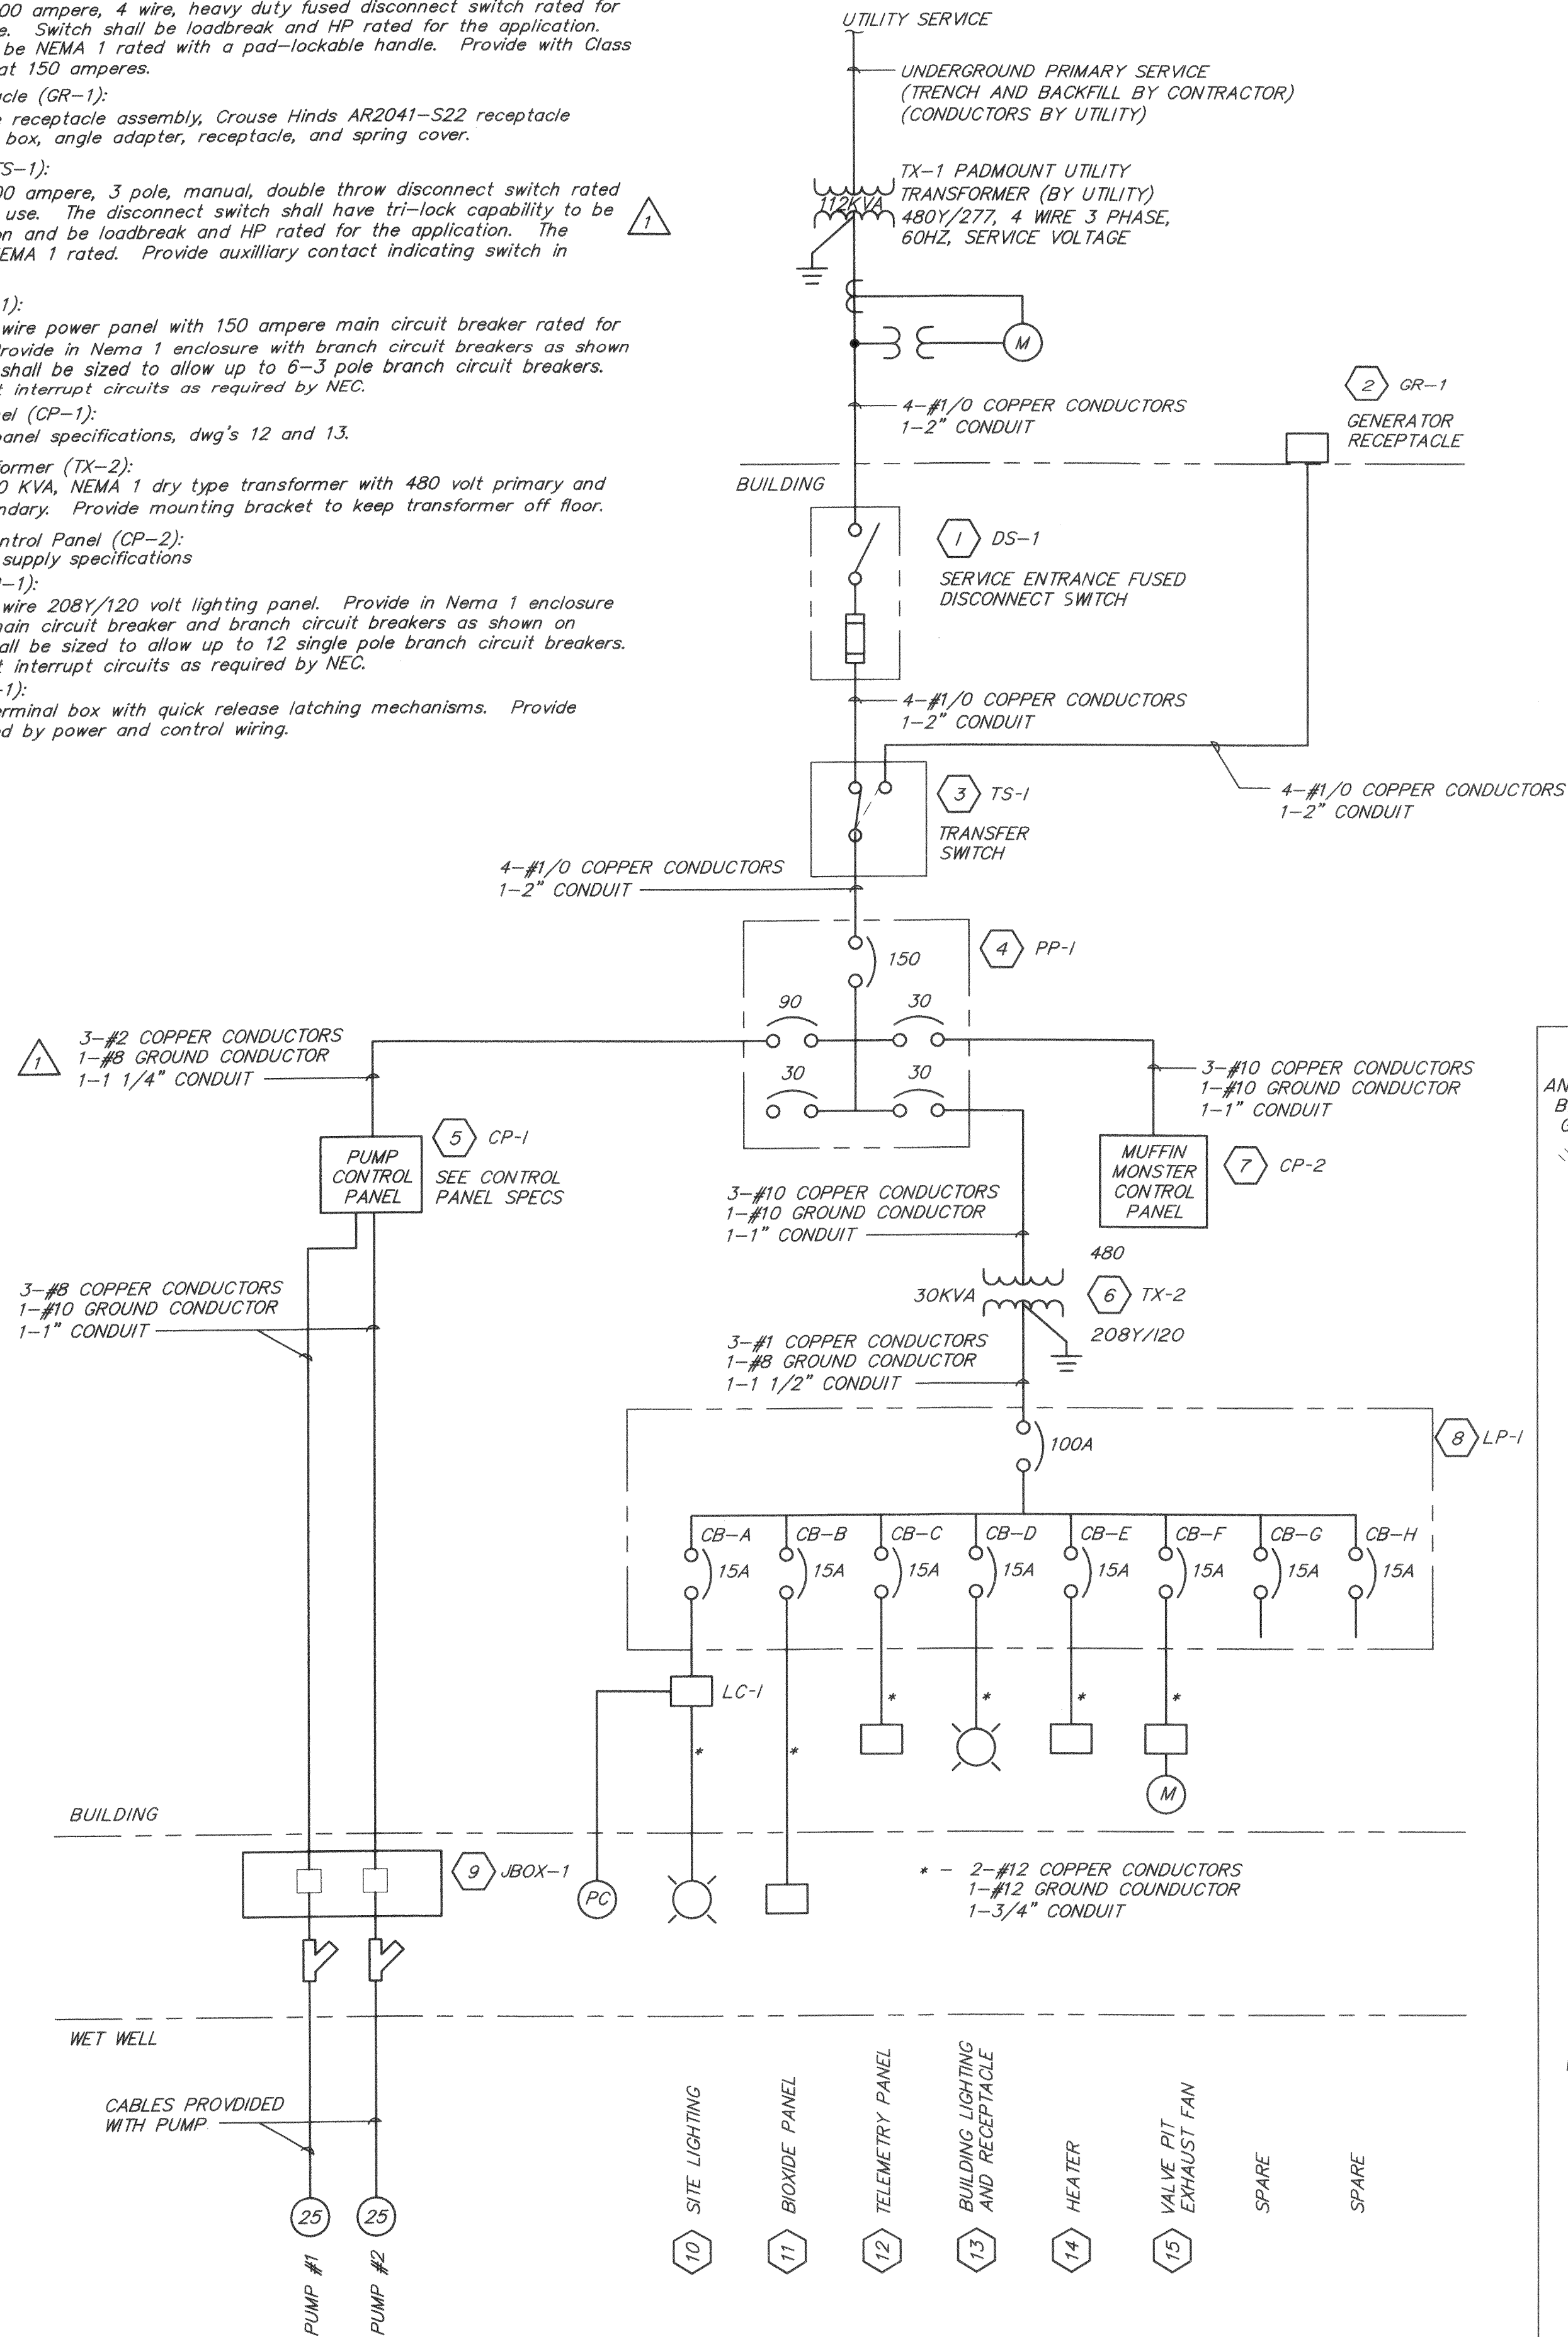 00 ampere, 4 wire, heavy duty fused disconnect switch rated for
e. Switch shall be loadbreak and HP rated for the application.
be NEMA 1 rated with a pad-lockable handle. Provide with Class
at 150 amperes.
cle (GR-1):
receptacle assembly, Crouse Hinds AR2041-S22 receptacle
box, angle adapter, receptacle, and spring cover.
TS-1):
00 ampere, 3 pole, manual, double throw disconnect switch rated
use. The disconnect switch shall have tri-lock capability to be
on and be loadbreak and HP rated for the application. The
EMA 1 rated. Provide auxilliary contact indicating switch in
1
1):
wire power panel with 150 ampere main circuit breaker rated for
Provide in Nema 1 enclosure with branch circuit breakers as shown
shall be sized to allow up to 6-3 pole branch circuit breakers.
t interrupt circuits as required by NEC.
el (CP-1):
panel specifications, dwg's 12 and 13.
former (TX-2):
0 KVA, NEMA 1 dry type transformer with 480 volt primary and
ndary. Provide mounting bracket to keep transformer off floor.
ntrol Panel (CP-2):
supply specifications
P-1):
wire 208Y/120 volt lighting panel. Provide in Nema 1 enclosure
main circuit breaker and branch circuit breakers as shown on
all be sized to allow up to 12 single pole branch circuit breakers.
t interrupt circuits as required by NEC.
-1):
erminal box with quick release latching mechanisms. Provide
ed by power and control wiring.
UTILITY SERVICE
UNDERGROUND PRIMARY SERVICE
(TRENCH AND BACKFILL BY CONTRACTOR)
(CONDUCTORS BY UTILITY)
TX-1 PADMOUNT UTILITY
TRANSFORMER (BY UTILITY)
480Y/277, 4 WIRE 3 PHASE,
60HZ, SERVICE VOLTAGE
112KVA
M
4-#1/0 COPPER CONDUCTORS
1-2" CONDUIT
2 GR-1
GENERATOR
RECEPTACLE
BUILDING
1 DS-1
SERVICE ENTRANCE FUSED
DISCONNECT SWITCH
4-#1/0 COPPER CONDUCTORS
1-2" CONDUIT
4-#1/0 COPPER CONDUCTORS
1-2" CONDUIT
3 TS-1
TRANSFER
SWITCH
4-#1/0 COPPER CONDUCTORS
1-2" CONDUIT
4 PP-1
150
90
30
30
30
1
3-#2 COPPER CONDUCTORS
1-#8 GROUND CONDUCTOR
1-1 1/4" CONDUIT
3-#10 COPPER CONDUCTORS
1-#10 GROUND CONDUCTOR
1-1" CONDUIT
AN
B
G
PUMP
CONTROL
PANEL
5 CP-1
SEE CONTROL
PANEL SPECS
MUFFIN
MONSTER
CONTROL
PANEL
7 CP-2
3-#10 COPPER CONDUCTORS
1-#10 GROUND CONDUCTOR
1-1" CONDUIT
480
30KVA
6 TX-2
208Y/120
3-#8 COPPER CONDUCTORS
1-#10 GROUND CONDUCTOR
1-1" CONDUIT
3-#1 COPPER CONDUCTORS
1-#8 GROUND CONDUCTOR
1-1 1/2" CONDUIT
100A
8 LP-1
CB-A
CB-B
CB-C
CB-D
CB-E
CB-F
CB-G
CB-H
15A
15A
15A
15A
15A
15A
15A
15A
LC-1
*
*
*
*
*
*
M
BUILDING
9 JBOX-1
PC
* - 2-#12 COPPER CONDUCTORS
1-#12 GROUND COUNDUCTOR
1-3/4" CONDUIT
WET WELL
CABLES PROVDIDED
WITH PUMP
25
25
PUMP #1
PUMP #2
10 SITE LIGHTING
11 BIOXIDE PANEL
12 TELEMETRY PANEL
13 BUILDING LIGHTING
AND RECEPTACLE
14 HEATER
15 VALVE PIT
EXHAUST FAN
SPARE
SPARE